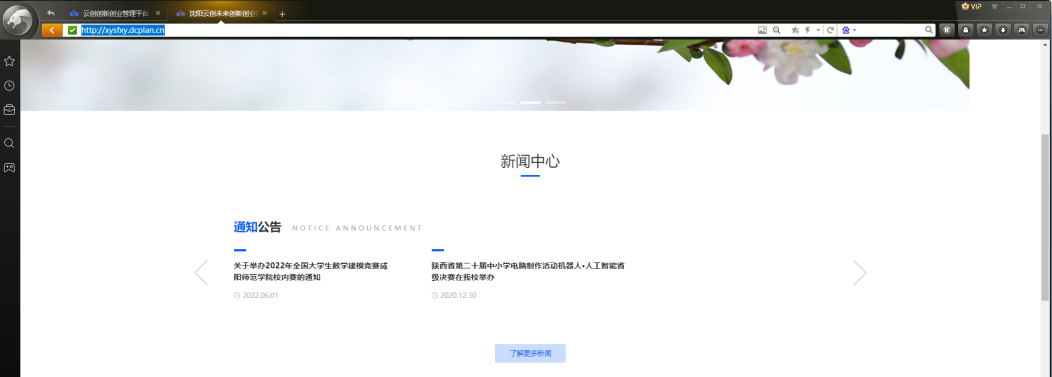 云创创新创业管理平台
沈阳云创未来创新创业
VIP
http://xysfxy.dcplan.cn
新闻中心
通知公告 NOTICE ANNOUNCEMENT
关于举办2022年全国大学生数学建模竞赛咸
阳师范学院校内赛的通知
2022.06.01
陕西省第二十届中小学电脑制作活动机器人•人工智能省
级决赛在我校举办
2020.12.30
了解更多新闻